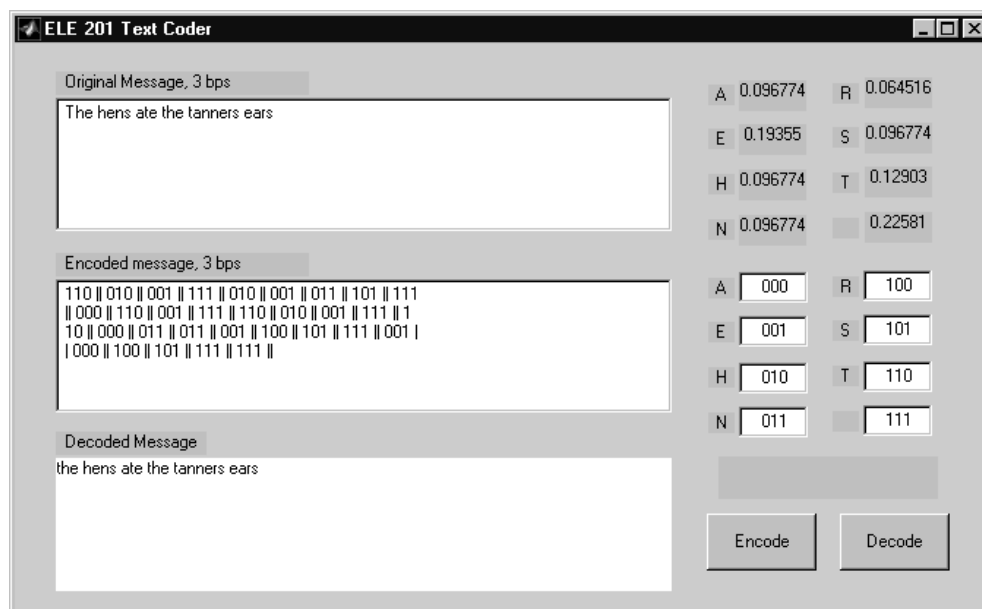 ELE 201 Text Coder
Original Message, 3 bps
The hens ate the tanners ears
Encoded message, 3 bps
110 || 010 || 001 || 111 || 010 || 001 || 011 || 101 || 111
|| 000 || 110 || 001 || 111 || 110 || 010 || 001 || 111 || 1
10 || 000 || 011 || 011 || 001 || 100 || 101 || 111 || 001 |
| 000 || 100 || 101 || 111 || 111 ||
Decoded Message
the hens ate the tanners ears
A 0.096774 R 0.064516
E 0.19355 S 0.096774
H 0.096774 T 0.12903
N 0.096774 0.22581
A 000 R 100
E 001 S 101
H 010 T 110
N 011 111
Encode Decode